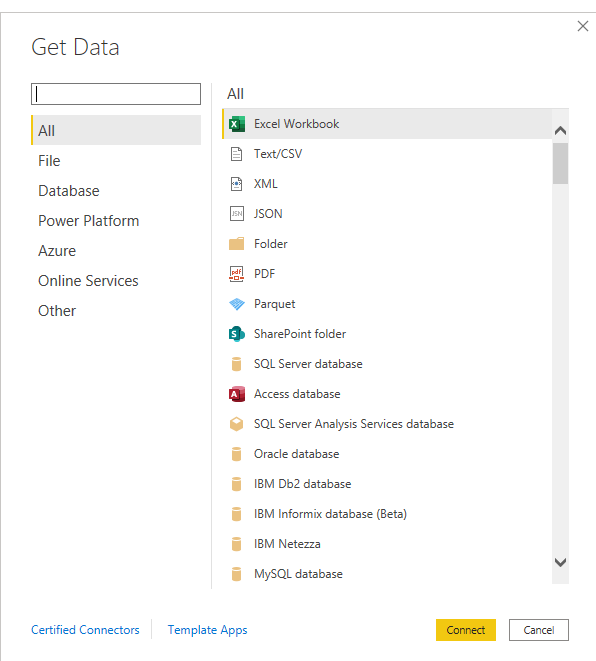 Get Data
All
File
Database
Power Platform
Azure
Online Services
Other
All
Excel Workbook
Text/CSV
XML
JSON
Folder
PDF
Parquet
SharePoint folder
SQL Server database
Access database
SQL Server Analysis Services database
Oracle database
IBM Db2 database
IBM Informix database (Beta)
IBM Netezza
MySQL database
Certified Connectors
Template Apps
Connect
Cancel